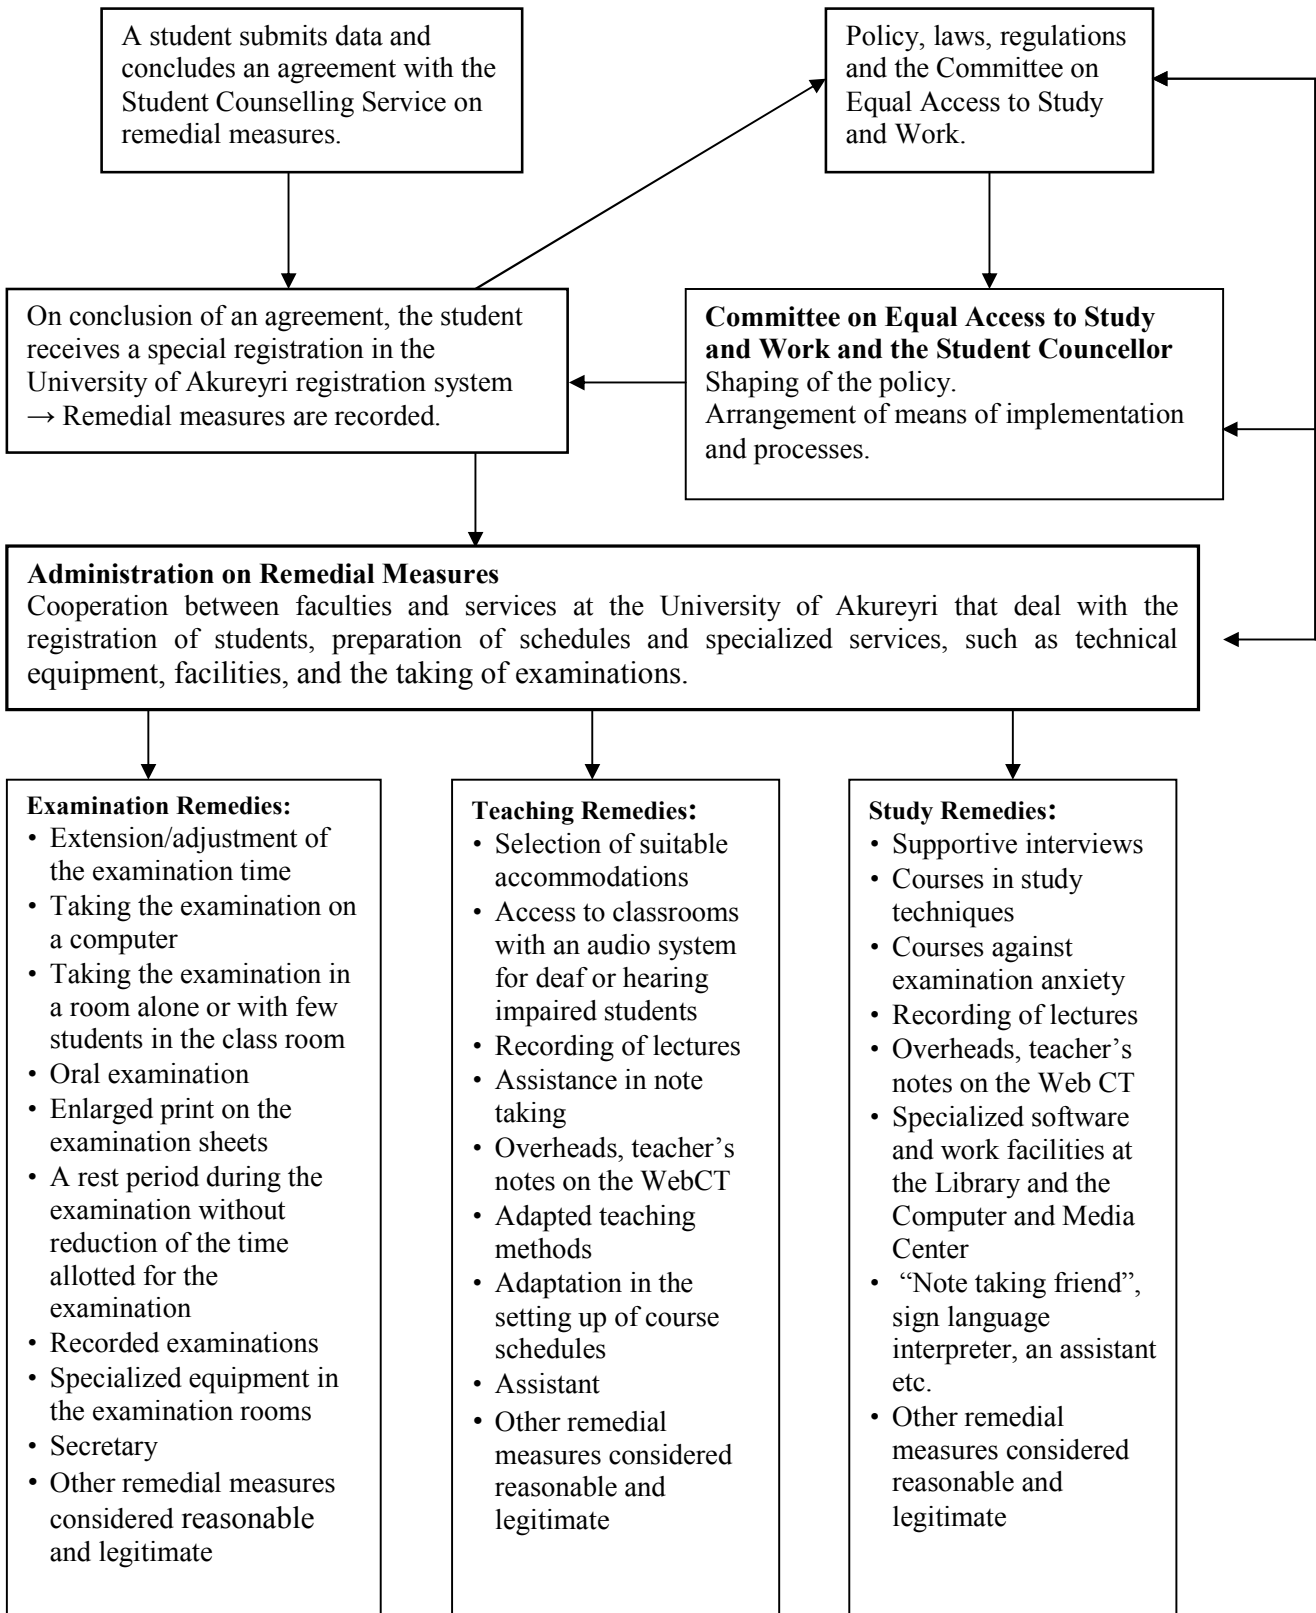 A student submits data and
concludes an agreement with the
Student Counselling Service on
remedial measures.
Policy, laws, regulations
and the Committee on
Equal Access to Study
and Work.
On conclusion of an agreement, the student
receives a special registration in the
University of Akureyri registration system
→ Remedial measures are recorded.
Committee on Equal Access to Study
and Work and the Student Councellor
Shaping of the policy.
Arrangement of means of implementation
and processes.
Administration on Remedial Measures
Cooperation between faculties and services at the University of Akureyri that deal with the
registration of students, preparation of schedules and specialized services, such as technical
equipment, facilities, and the taking of examinations.
Examination Remedies:
• Extension/adjustment of
the examination time
• Taking the examination on
a computer
• Taking the examination in
a room alone or with few
students in the class room
• Oral examination
• Enlarged print on the
examination sheets
• A rest period during the
examination without
reduction of the time
allotted for the
examination
• Recorded examinations
• Specialized equipment in
the examination rooms
• Secretary
• Other remedial measures
considered reasonable
and legitimate
Teaching Remedies:
• Selection of suitable
accommodations
• Access to classrooms
with an audio system
for deaf or hearing
impaired students
• Recording of lectures
• Assistance in note
taking
• Overheads, teacher’s
notes on the WebCT
• Adapted teaching
methods
• Adaptation in the
setting up of course
schedules
• Assistant
• Other remedial
measures considered
reasonable and
legitimate
Study Remedies:
• Supportive interviews
• Courses in study
techniques
• Courses against
examination anxiety
• Recording of lectures
• Overheads, teacher’s
notes on the Web CT
• Specialized software
and work facilities at
the Library and the
Computer and Media
Center
• “Note taking friend”,
sign language
interpreter, an assistant
etc.
• Other remedial
measures considered
reasonable and
legitimate